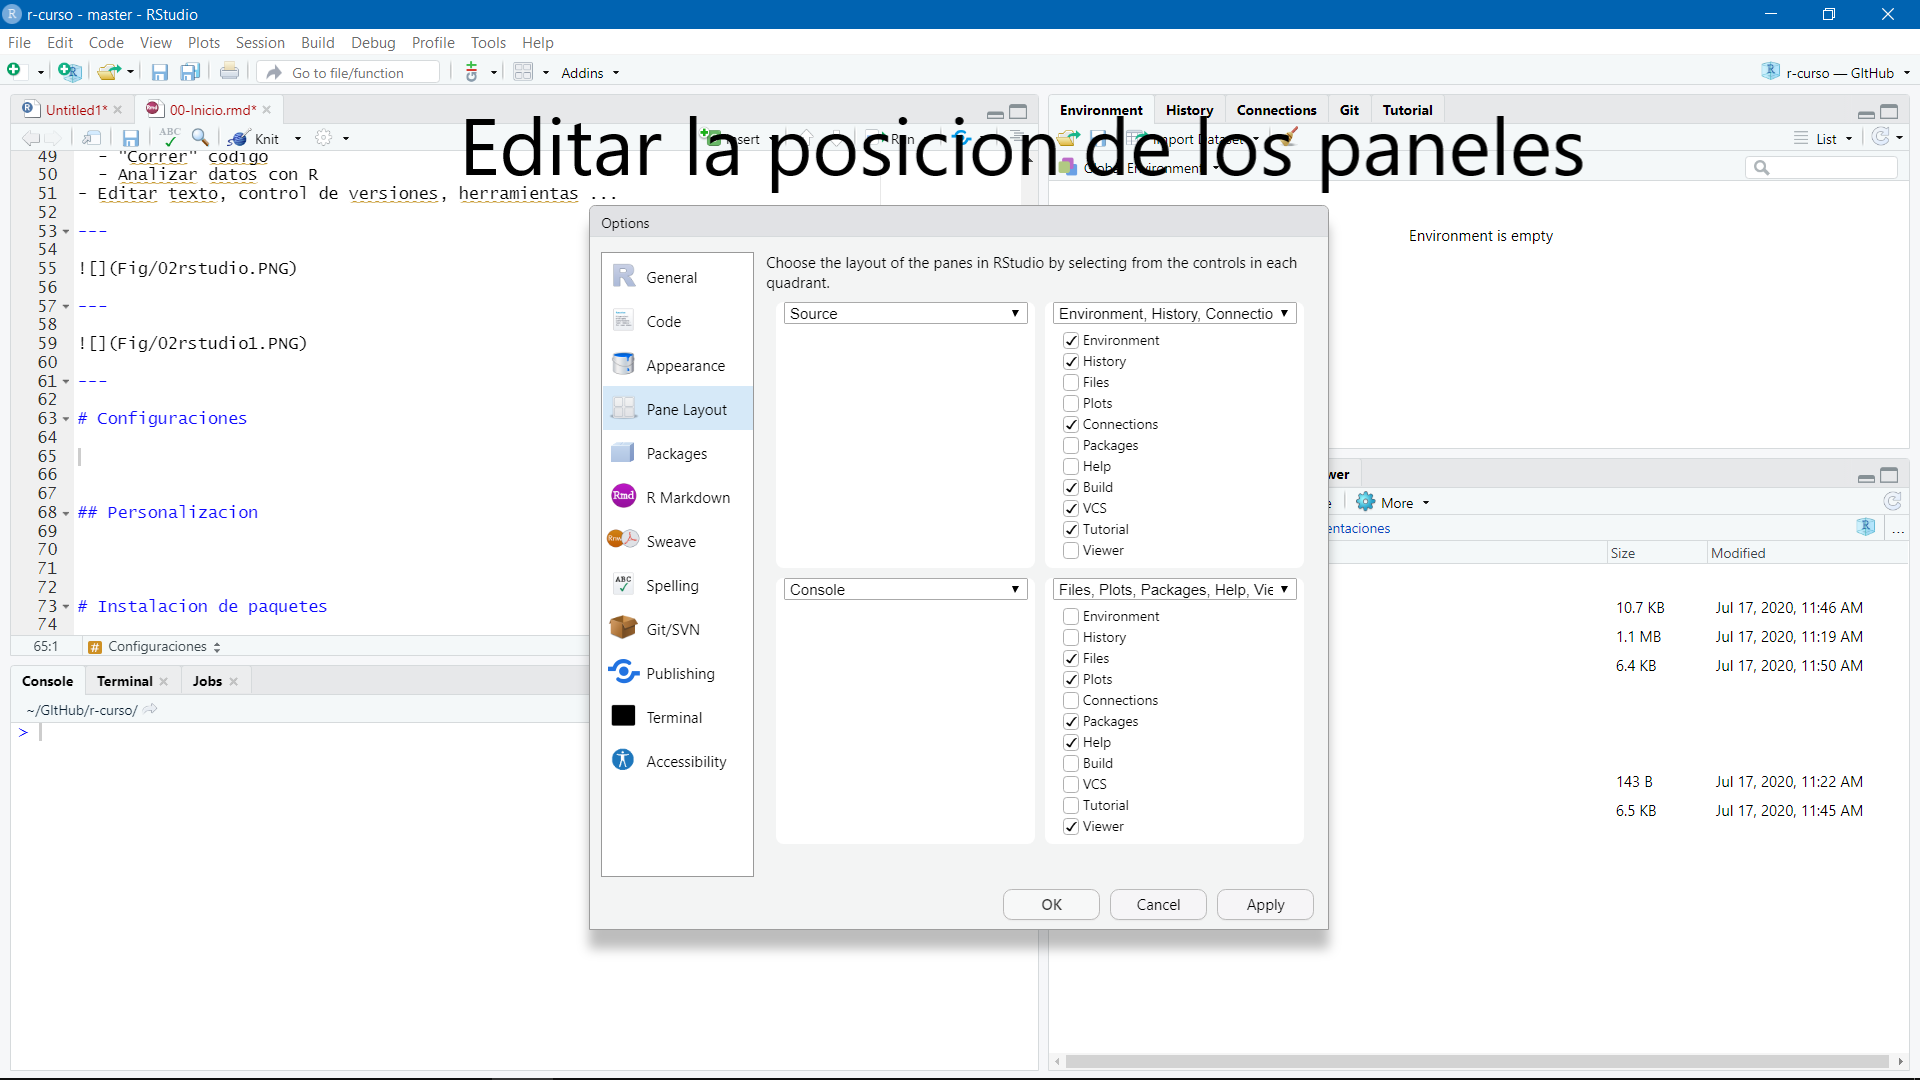 r-curso - master - RStudio
File Edit Code View Plots Session Build Debug Profile Tools Help
Go to file/function
Addins
r-curso — GItHub
Untitled1*
00-Inicio.rmd*
ABC
Knit
Insert
Run
Editar la posicion de los paneles
49 - "Correr" codigo
50 - Analizar datos con R
51 - Editar texto, control de versiones, herramientas ...
52
53 ---
54
55 ![](Fig/02rstudio.PNG)
56
57 ---
58
59 ![](Fig/02rstudio1.PNG)
60
61 ---
62
63 # Configuraciones
64
65
66
67
68 ## Personalizacion
69
70
71
72
73 # Instalacion de paquetes
74
65:1 # Configuraciones
Console Terminal Jobs
~/GItHub/r-curso/
>
Environment History Connections Git Tutorial
Import Dataset
List
Global Environment
Environment is empty
Options
General
Code
Appearance
Pane Layout
Packages
Rmd R Markdown
Sweave
ABC Spelling
Git/SVN
Publishing
Terminal
Accessibility
Choose the layout of the panes in RStudio by selecting from the controls in each
quadrant.
Source
Environment, History, Connectio
Environment
History
Files
Plots
Connections
Packages
Help
Build
VCS
Tutorial
Viewer
Console
Files, Plots, Packages, Help, Vie
Environment
History
Files
Plots
Connections
Packages
Help
Build
VCS
Tutorial
Viewer
OK Cancel Apply
wer
More
entaciones
...
Size Modified
10.7 KB Jul 17, 2020, 11:46 AM
1.1 MB Jul 17, 2020, 11:19 AM
6.4 KB Jul 17, 2020, 11:50 AM
143 B Jul 17, 2020, 11:22 AM
6.5 KB Jul 17, 2020, 11:45 AM